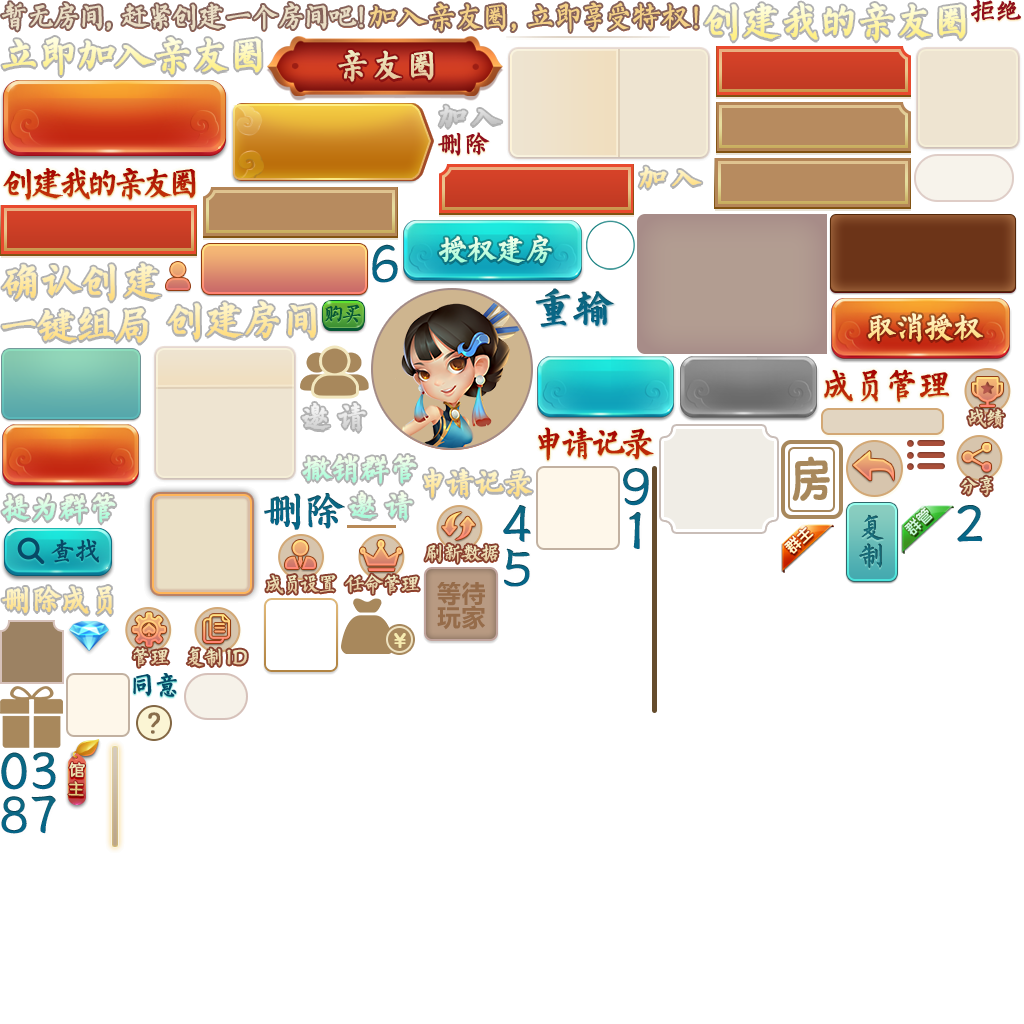 暂无房间,赶紧创建一个房间吧!
加入亲友圈,立即享受特权!
创建我的亲友圈
拒绝
立即加入亲友圈
亲友圈
加入
删除
创建我的亲友圈
加入
6
授权建房
确认创建
一键组局
创建房间
购买
重输
取消授权
邀请
成员管理
战绩
申请记录
撤销群管
申请记录
房
分享
提为群管
删除
邀请
9
1
4
5
2
群主
群管
复制
查找
成员设置
任命管理
刷新数据
等待
玩家
删除成员
管理
复制ID
¥
同意
?
03
87
馆主